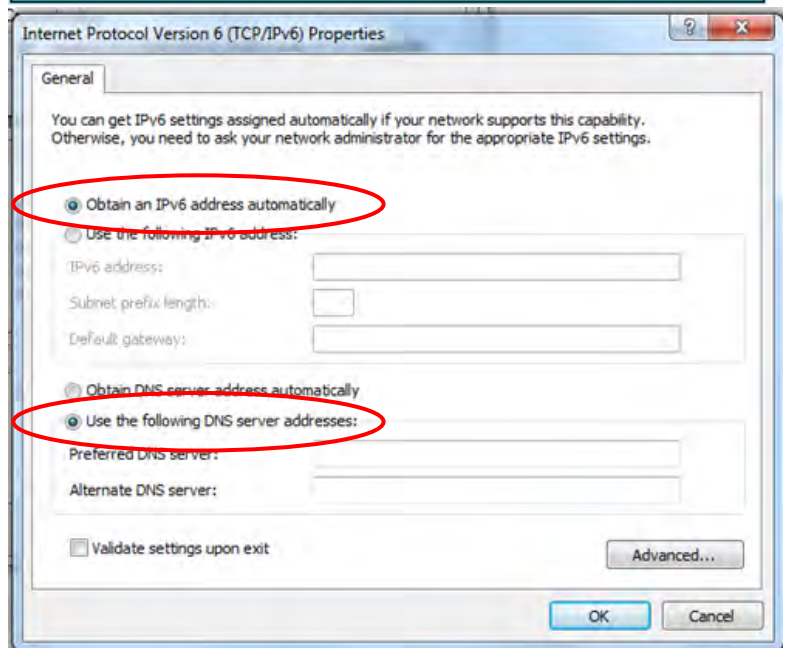 Internet Protocol Version 6 (TCP/IPv6) Properties
General
You can get IPv6 settings assigned automatically if your network supports this capability.
Otherwise, you need to ask your network administrator for the appropriate IPv6 settings.
Obtain an IPv6 address automatically
Use the following IPv6 address:
IPv6 address:
Subnet prefix length:
Default gateway:
Obtain DNS server address automatically
Use the following DNS server addresses:
Preferred DNS server:
Alternate DNS server:
Validate settings upon exit
Advanced...
OK
Cancel